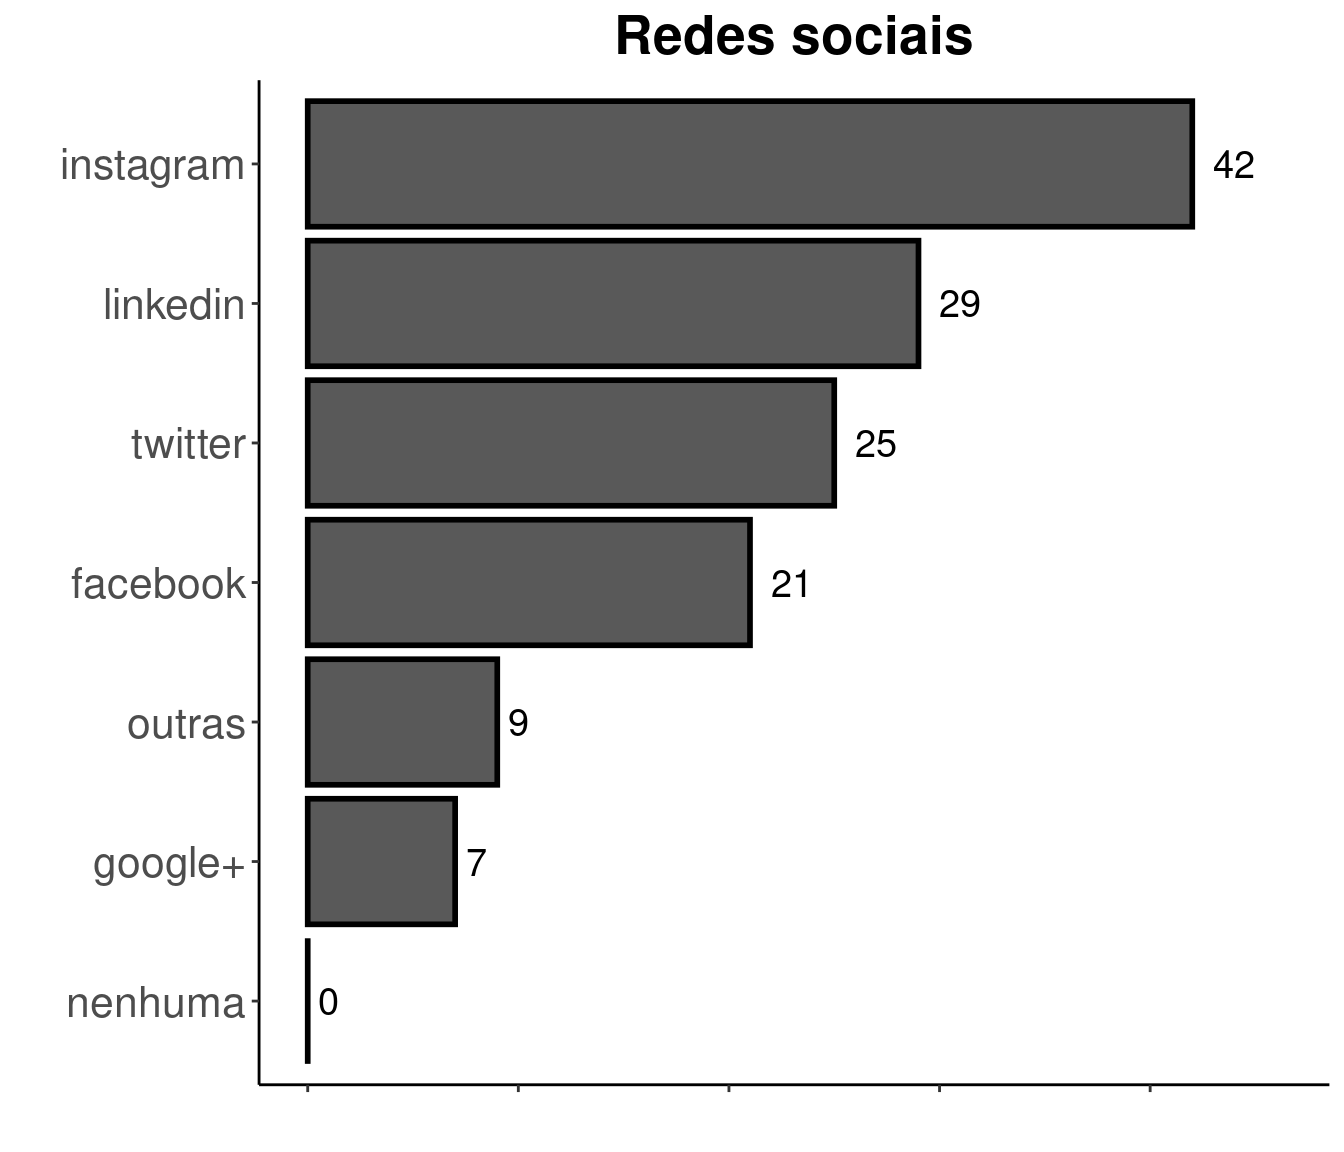 Redes sociais
instagram 42
linkedin 29
twitter 25
facebook 21
outras 9
google+ 7
nenhuma 0